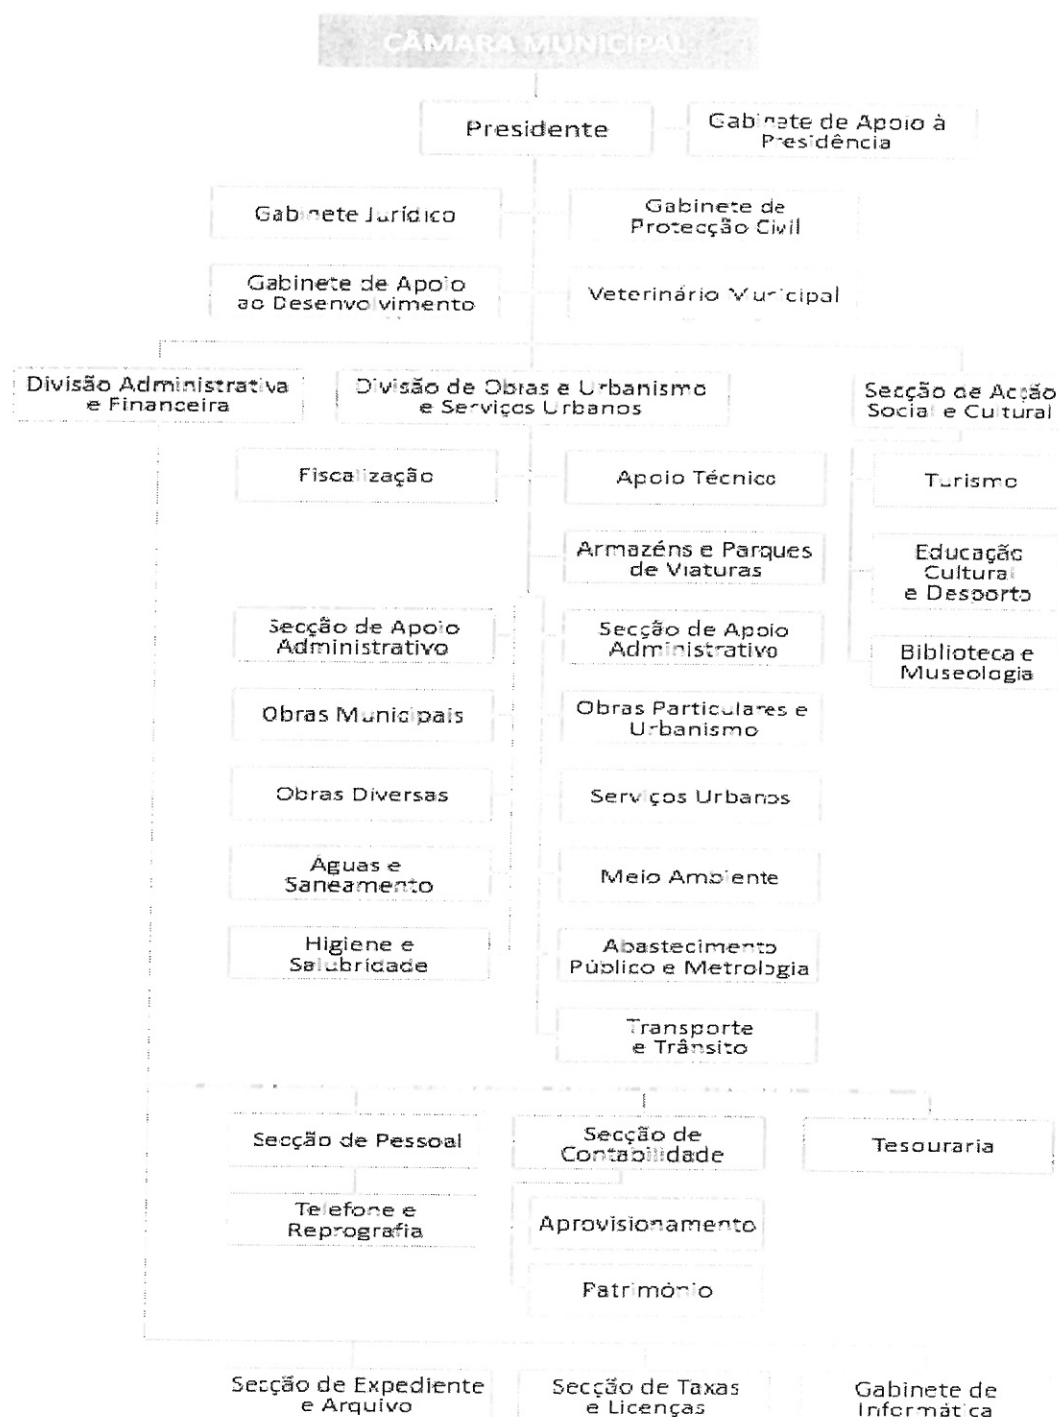 CÂMARA MUNICIPAL
Presidente
Gabinete de Apoio à
Presidência
Gabinete Jurídico
Gabinete de
Protecção Civil
Gabinete de Apoio
ao Desenvolvimento
Veterinário Municipal
Divisão Administrativa
e Financeira
Divisão de Obras e Urbanismo
e Serviços Urbanos
Secção de Acção
Social e Cultural
Fiscalização
Apoio Técnico
Turismo
Armazéns e Parques
de Viaturas
Educação
Cultural
e Desporto
Secção de Apoio
Administrativo
Secção de Apoio
Administrativo
Biblioteca e
Museologia
Obras Municipais
Obras Particulares e
Urbanismo
Obras Diversas
Serviços Urbanos
Águas e
Saneamento
Meio Ambiente
Higiene e
Salubridade
Abastecimento
Público e Metrologia
Transporte
e Trânsito
Secção de Pessoal
Secção de
Contabilidade
Tesouraria
Telefone e
Reprografia
Aprovisionamento
Património
Secção de Expediente
e Arquivo
Secção de Taxas
e Licenças
Gabinete de
Informática